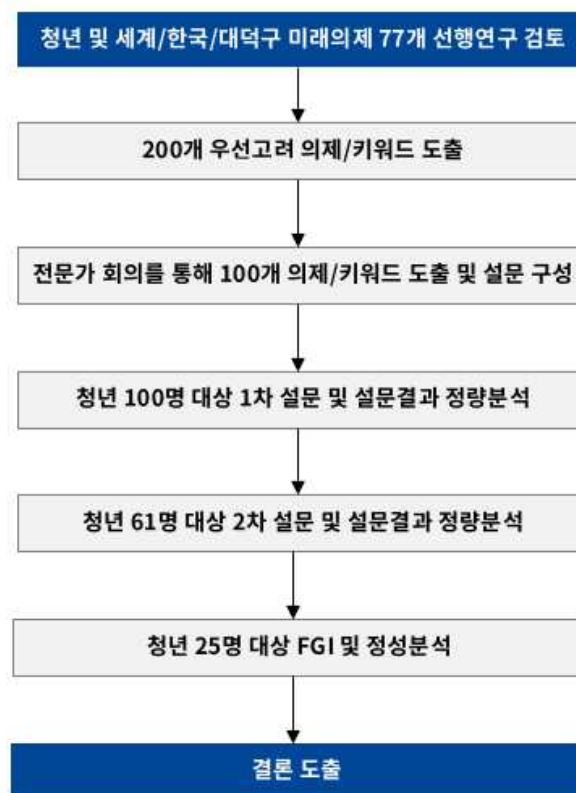 청년 및 세계/한국/대덕구 미래의제 77개 선행연구 검토
200개 우선고려 의제/키워드 도출
전문가 회의를 통해 100개 의제/키워드 도출 및 설문 구성
청년 100명 대상 1차 설문 및 설문결과 정량분석
청년 61명 대상 2차 설문 및 설문결과 정량분석
청년 25명 대상 FGI 및 정성분석
결론 도출